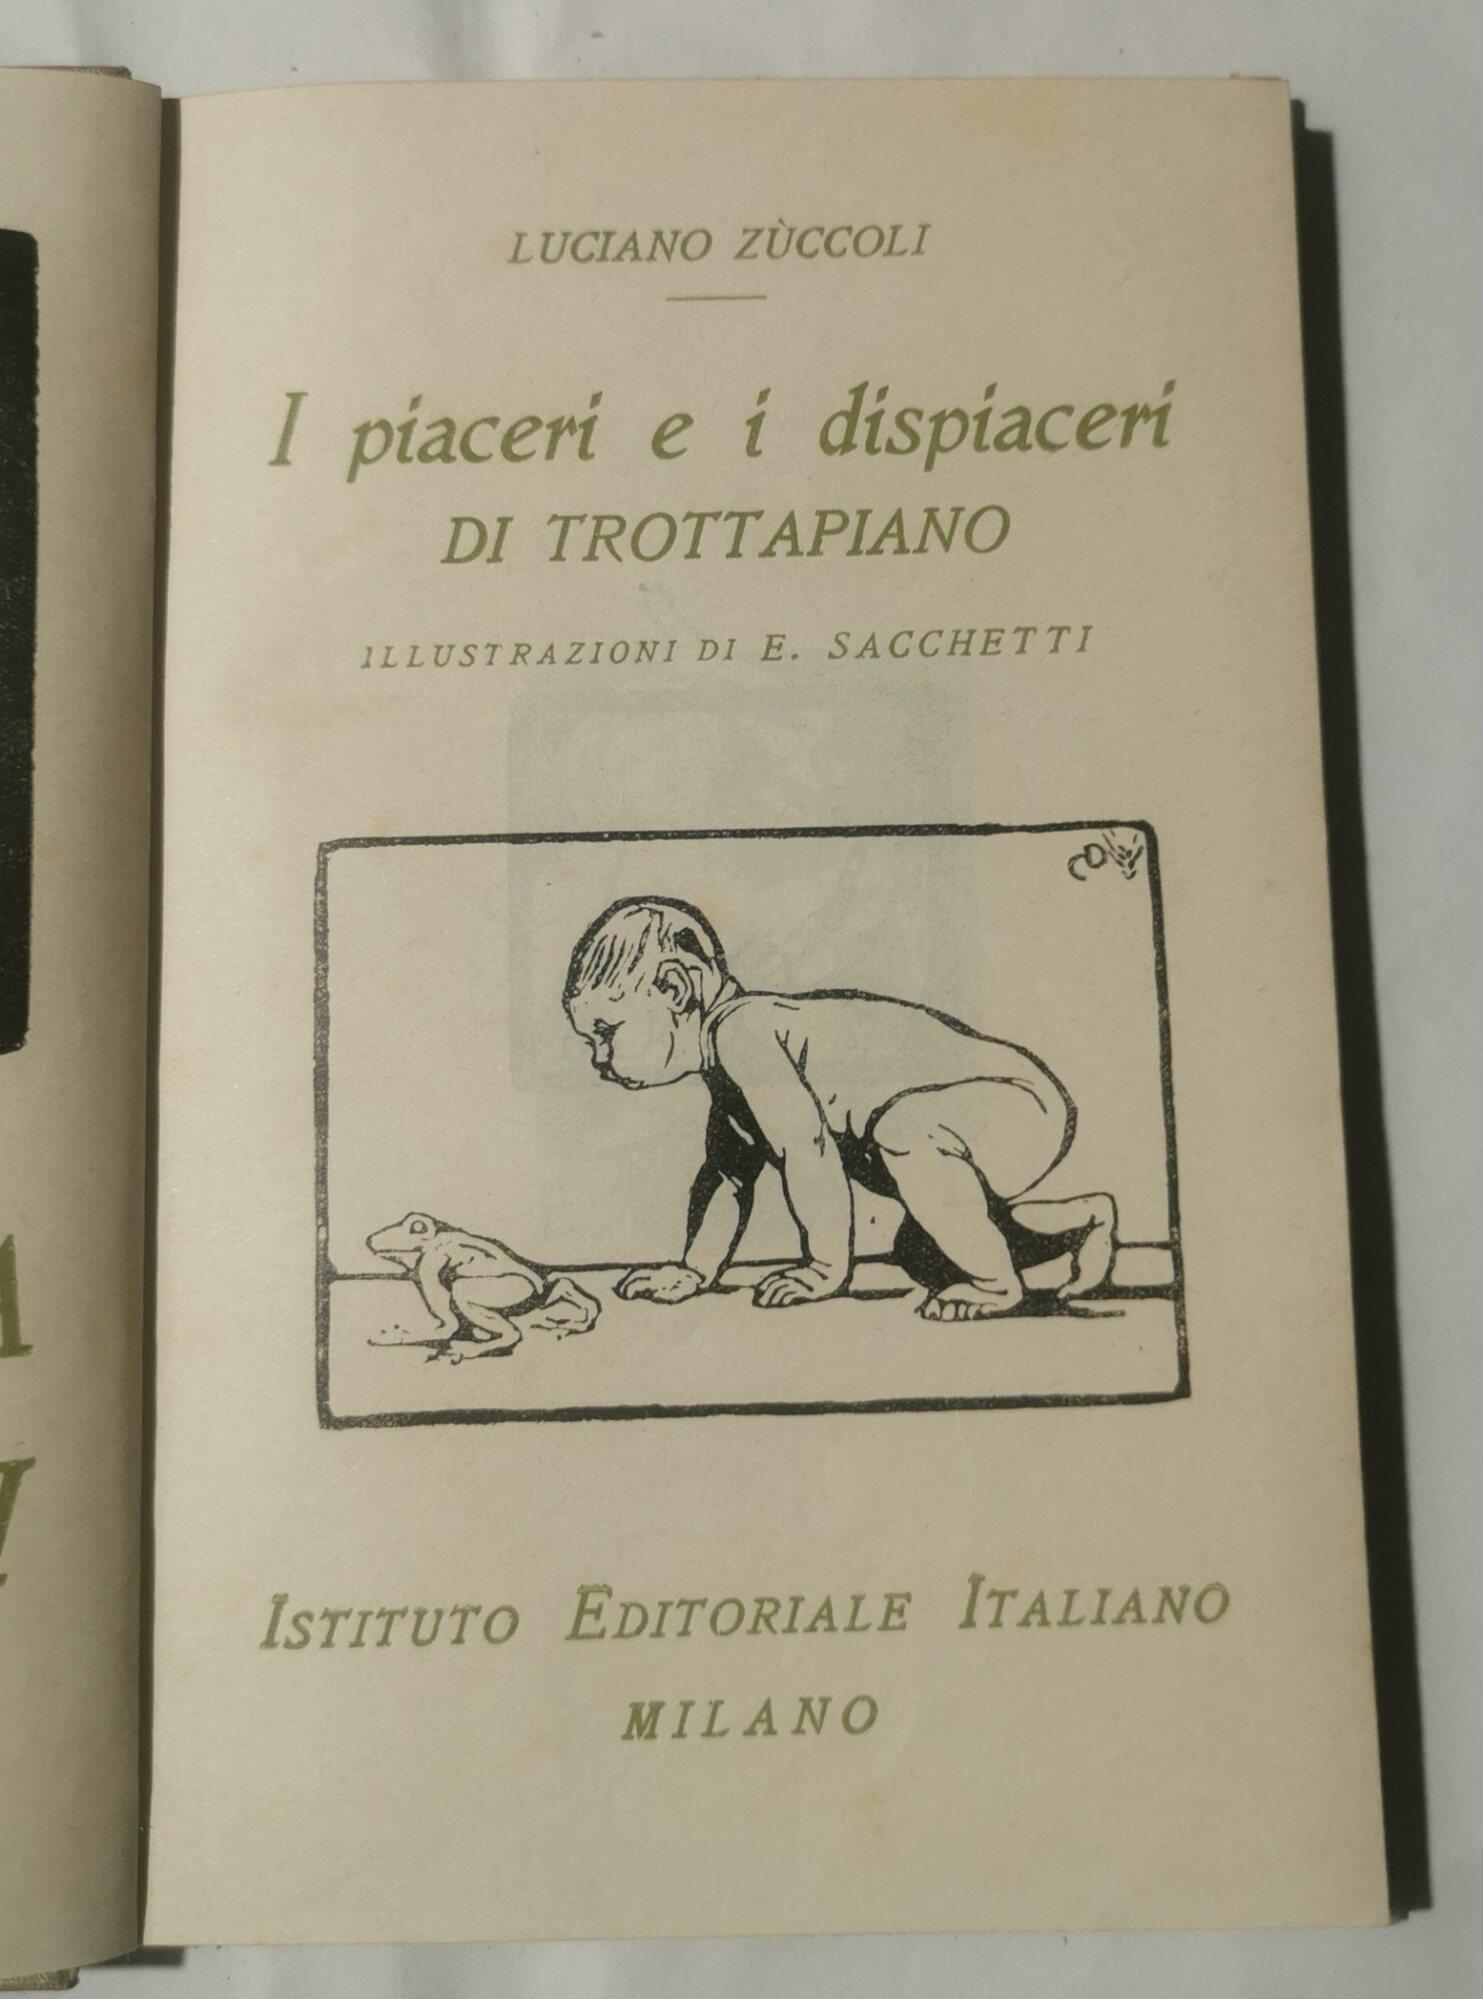 LUCIANO ZÙCCOLI
I piaceri e i dispiaceri
DI TROTTAPIANO
ILLUSTRAZIONI DI E. SACCHETTI
ISTITUTO EDITORIALE ITALIANO
MILANO